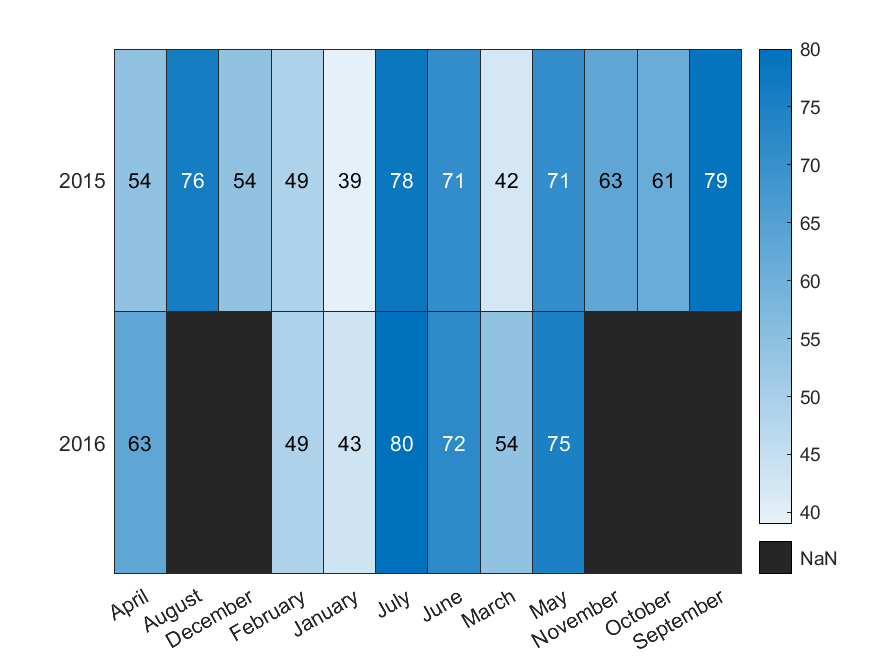 2015 54 76 54 49 39 78 71 42 71 63 61 79
2016 63 49 43 80 72 54 75
April August December February January July June March May November October September
80
75
70
65
60
55
50
45
40
NaN